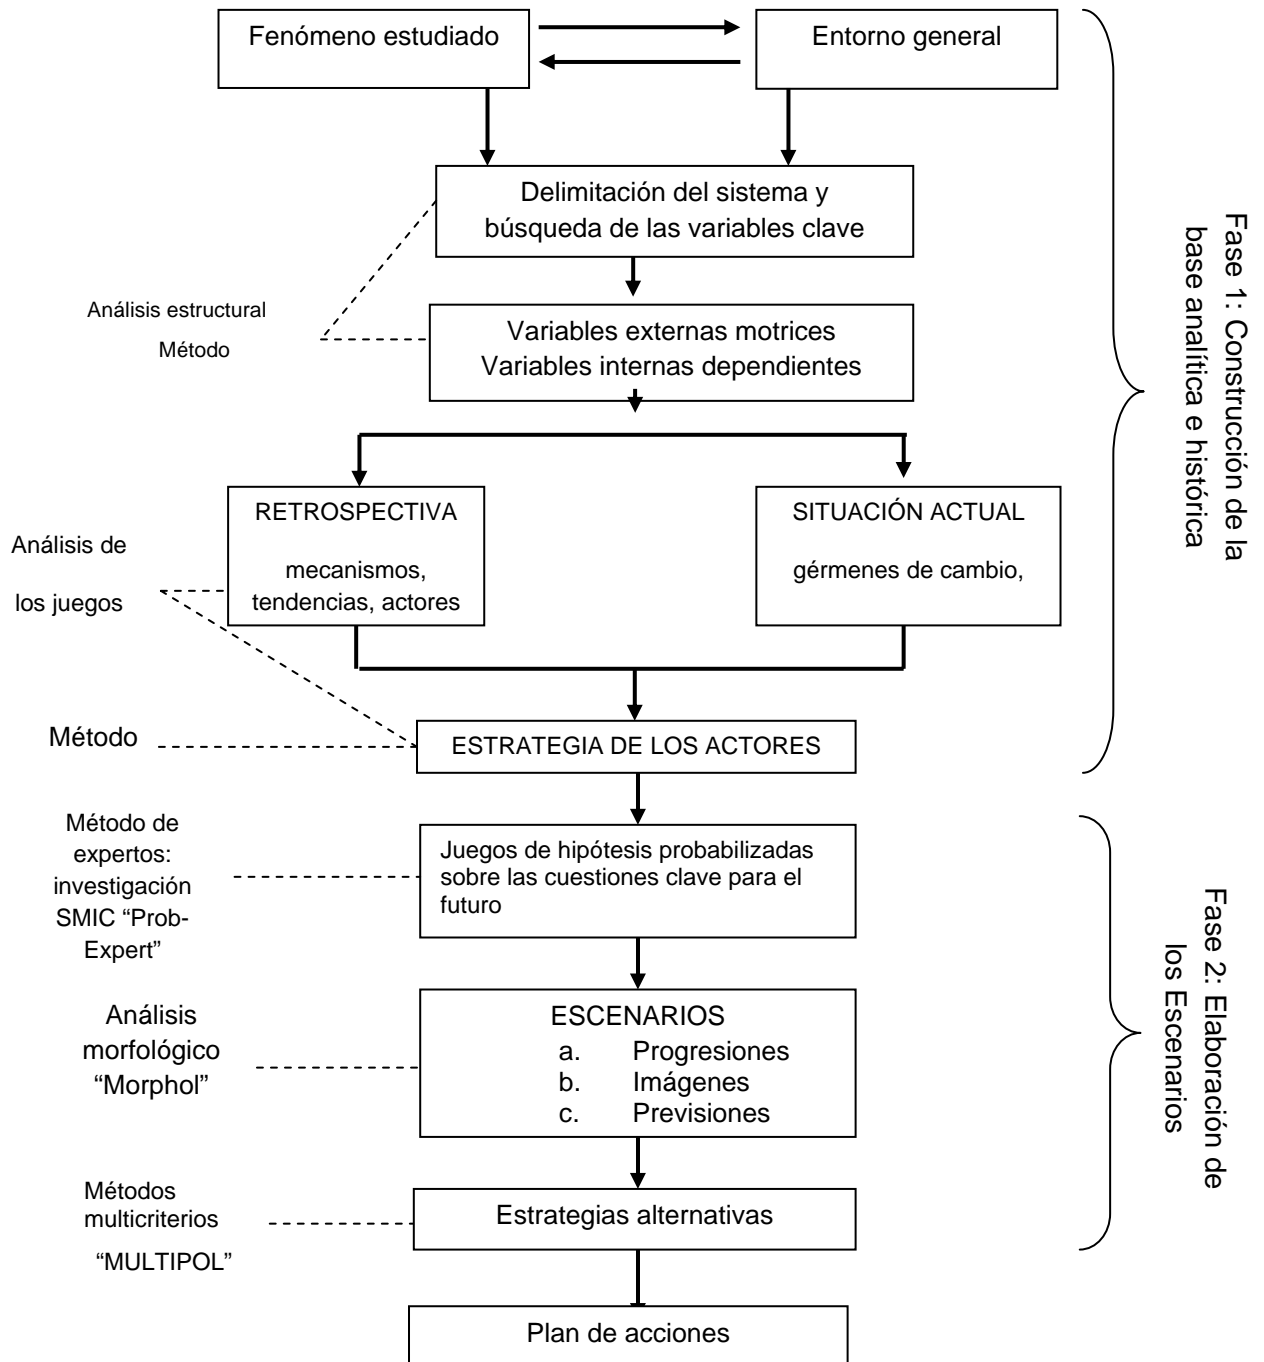 Fenómeno estudiado
Entorno general
Delimitación del sistema y
búsqueda de las variables clave
Análisis estructural
Método
Variables externas motrices
Variables internas dependientes
Fase 1: Construcción de la
base analítica e histórica
RETROSPECTIVA
mecanismos,
tendencias, actores
SITUACIÓN ACTUAL
gérmenes de cambio,
Análisis de
los juegos
Método
ESTRATEGIA DE LOS ACTORES
Método de
expertos:
investigación
SMIC “Prob-
Expert”
Juegos de hipótesis probabilizadas
sobre las cuestiones clave para el
futuro
Fase 2: Elaboración de
los Escenarios
Análisis
morfológico
“Morphol”
ESCENARIOS
a. Progresiones
b. Imágenes
c. Previsiones
Métodos
multicriterios
“MULTIPOL”
Estrategias alternativas
Plan de acciones